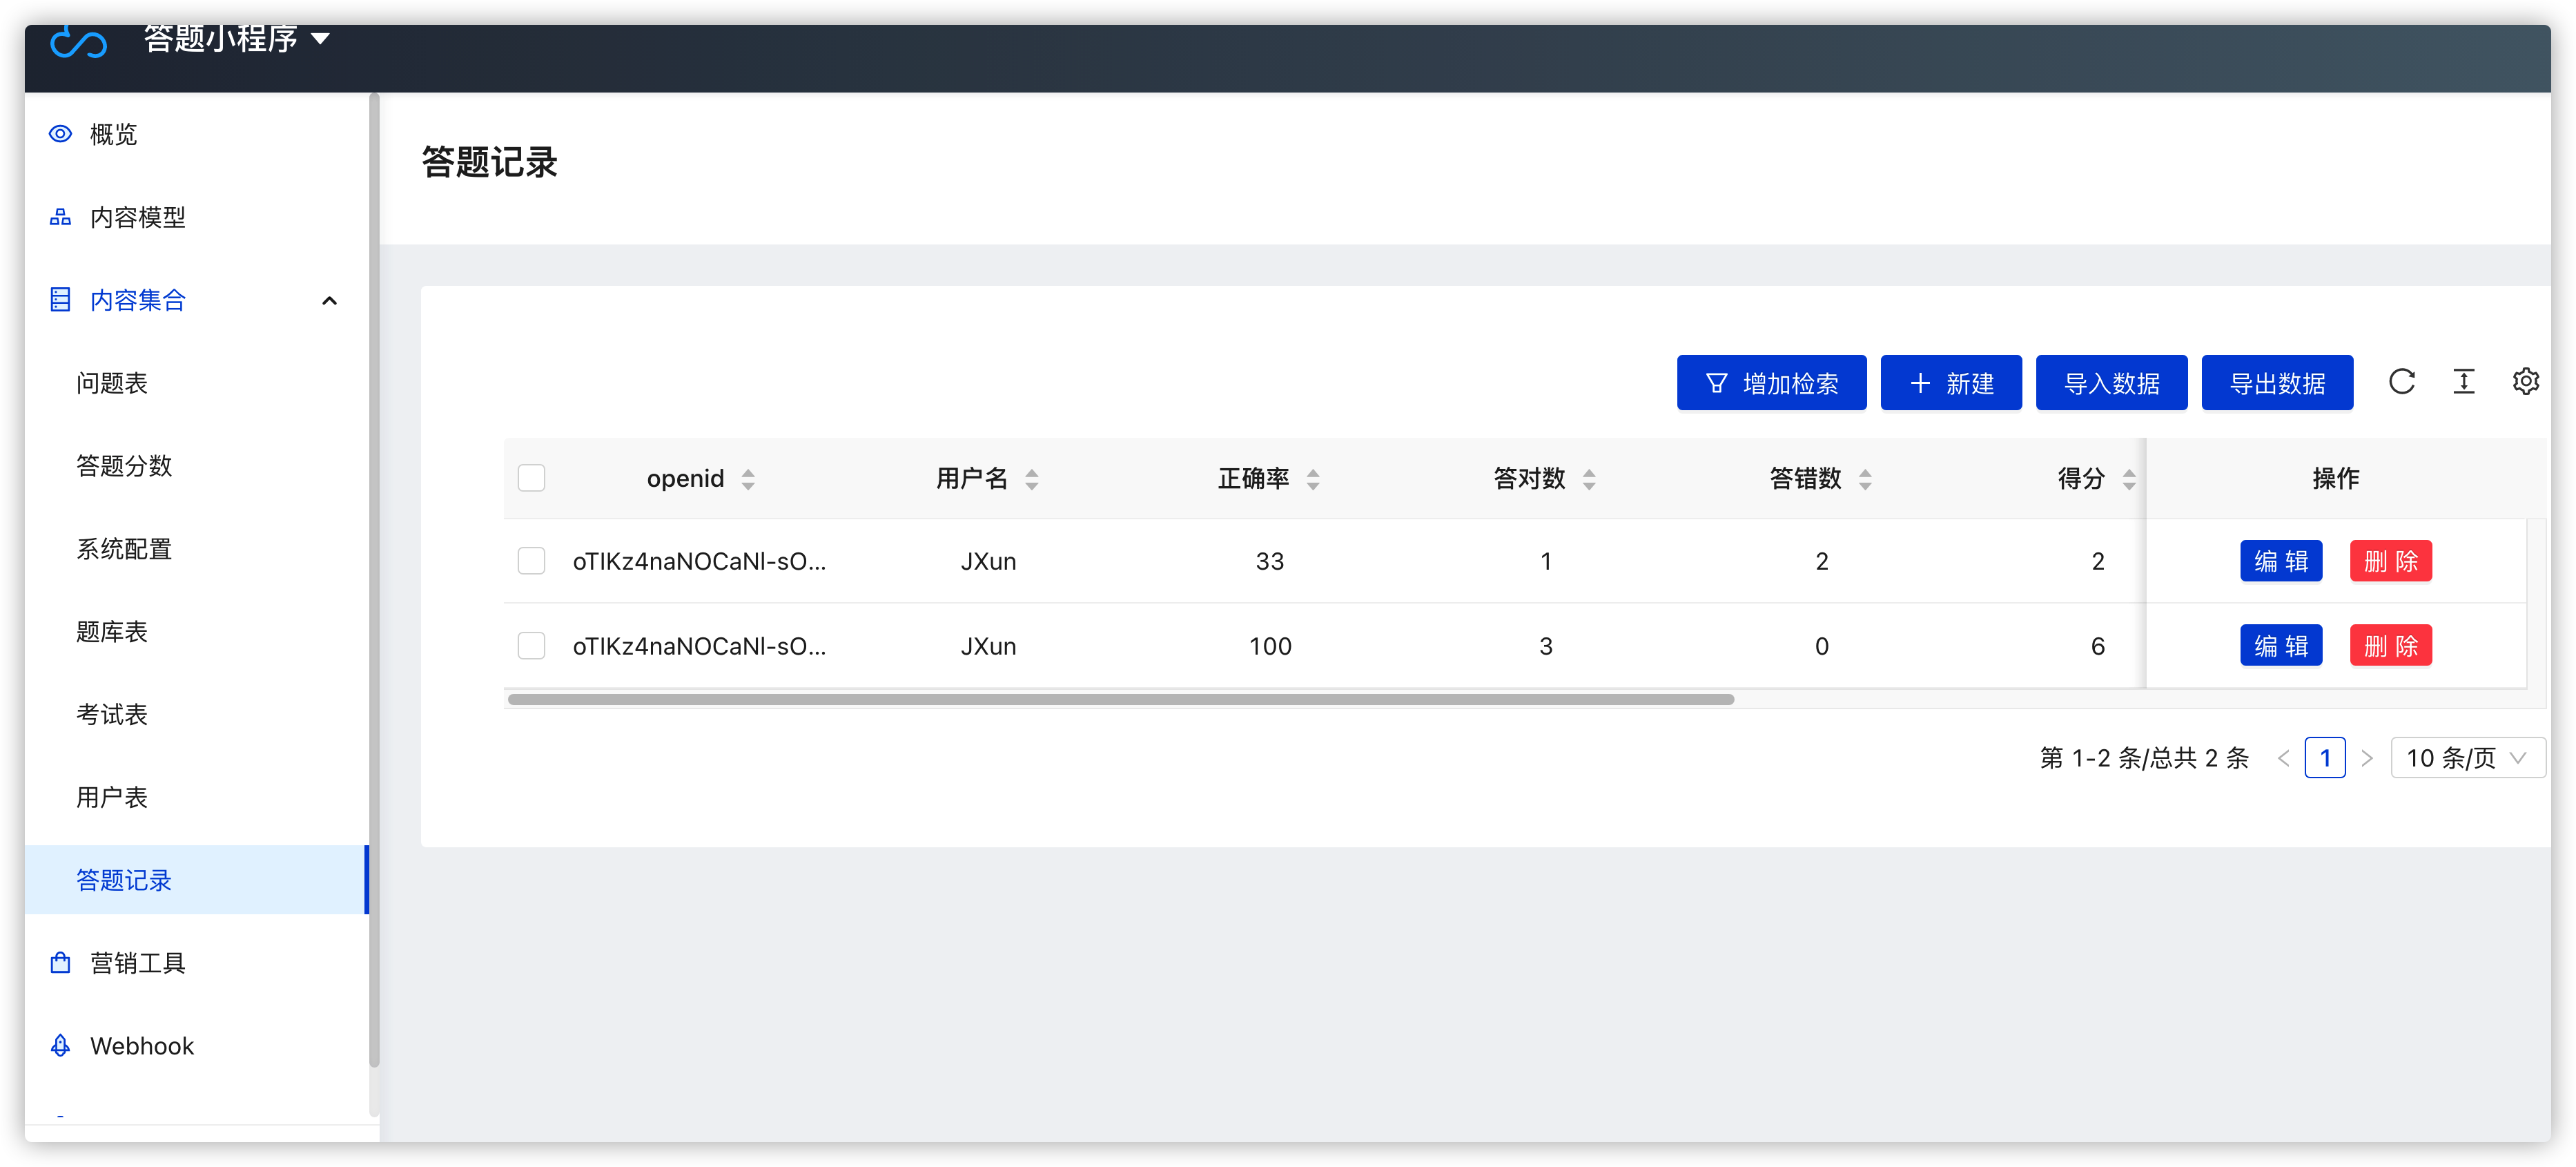 答题小程序
概览
内容模型
内容集合
问题表
答题分数
系统配置
题库表
考试表
用户表
答题记录
营销工具
Webhook
答题记录
增加检索 新建 导入数据 导出数据
openid 用户名 正确率 答对数 答错数 得分 操作
oTIKz4naNOCaNl-sO... JXun 33 1 2 2 编辑 删除
oTIKz4naNOCaNl-sO... JXun 100 3 0 6 编辑 删除
第 1-2 条/总共 2 条 1 10 条/页